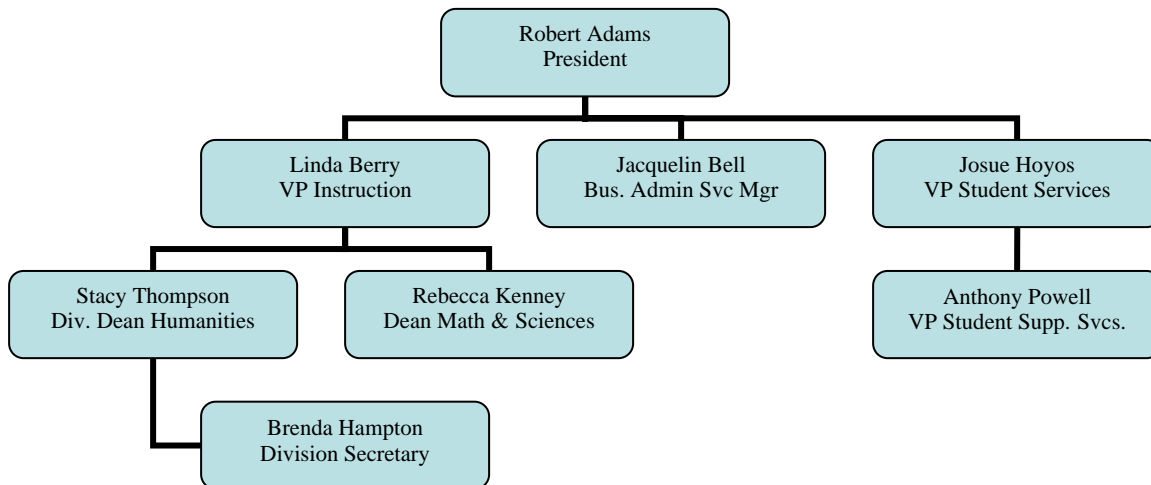 Robert Adams
President
Linda Berry
VP Instruction
Jacquelin Bell
Bus. Admin Svc Mgr
Josue Hoyos
VP Student Services
Stacy Thompson
Div. Dean Humanities
Rebecca Kenney
Dean Math & Sciences
Anthony Powell
VP Student Supp. Svcs.
Brenda Hampton
Division Secretary